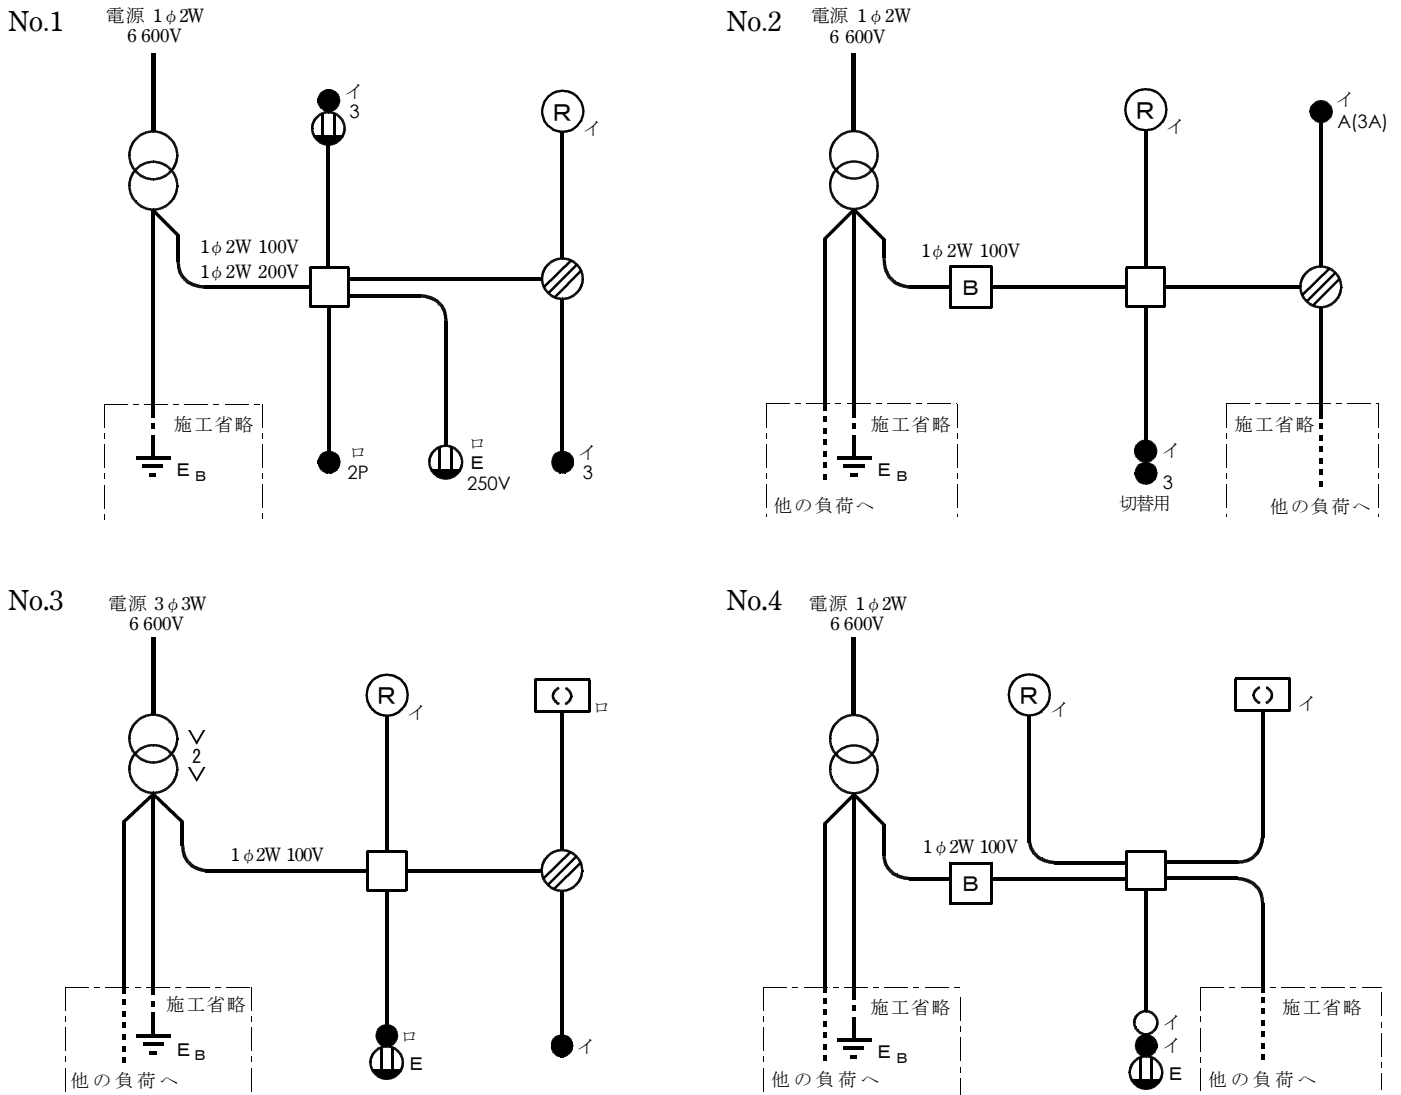 No.1
電源 1φ2W
6 600V
イ
3
R
イ
1φ2W 100V
1φ2W 200V
施工省略
EB
ロ
2P
ロ
E
250V
イ
3
No.2
電源 1φ2W
6 600V
R
イ
イ
A(3A)
1φ2W 100V
B
施工省略
EB
他の負荷へ
イ
3
切替用
施工省略
他の負荷へ
No.3
電源 3φ3W
6 600V
V
2
V
R
イ
ロ
1φ2W 100V
施工省略
EB
他の負荷へ
ロ
E
イ
No.4
電源 1φ2W
6 600V
R
イ
イ
1φ2W 100V
B
施工省略
EB
他の負荷へ
イ
イ
E
施工省略
他の負荷へ